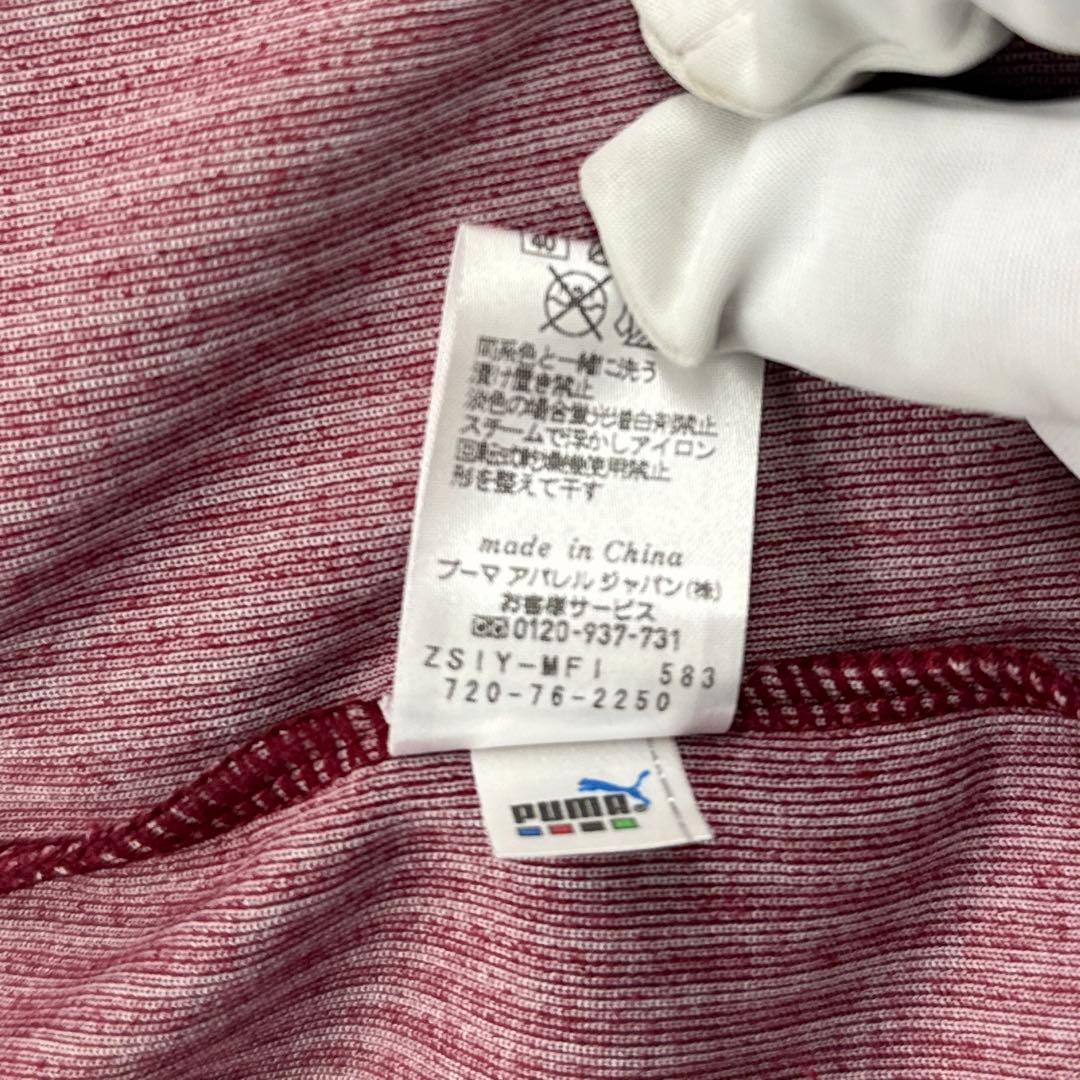 40
同系色と一緒に洗う
漬け置き禁止
淡色の場合蛍光増白剤禁止
スチームで浮かしアイロン
回転式乾燥機使用禁止
形を整えて干す
made in China
プーマ アパレル ジャパン(株)
お客様サービス
0120-937-731
ZSIY-MFI 583
720-76-2250
PUMA